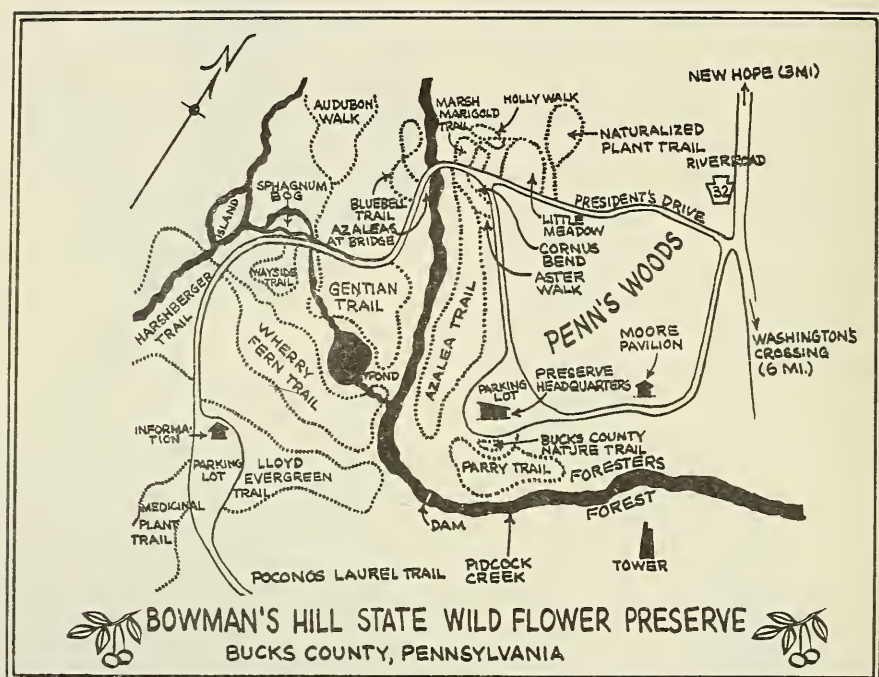 N
NEW HOPE (3MI)
AUDUBON
WALK
MARSH
MARIGOLD
TRAIL
HOLLY WALK
NATURALIZED
PLANT TRAIL
RIVER ROAD
32
SPHAGNUM
BOG
ISLAND
BLUEBELL
TRAIL
AZALEAS
AT BRIDGE
PRESIDENT'S DRIVE
LITTLE
MEADOW
CORNUS
BEND
ASTER
WALK
HARSHBERGER
TRAIL
WAYSIDE
TRAIL
GENTIAN
TRAIL
PENN'S WOODS
WHERRY
FERN TRAIL
AZALEA TRAIL
MOORE
PAVILION
WASHINGTON'S
CROSSING
(6 MI.)
POND
PARKING
LOT
PRESERVE
HEADQUARTERS
INFORMA-
TION
PARKING
LOT
LLOYD
EVERGREEN
TRAIL
BUCKS COUNTY
NATURE TRAIL
PARRY TRAIL
FORESTERS
FOREST
MEDICINAL
PLANT
TRAIL
DAM
PIDCOCK
CREEK
TOWER
POCONOS LAUREL TRAIL
BOWMAN'S HILL STATE WILD FLOWER PRESERVE
BUCKS COUNTY, PENNSYLVANIA